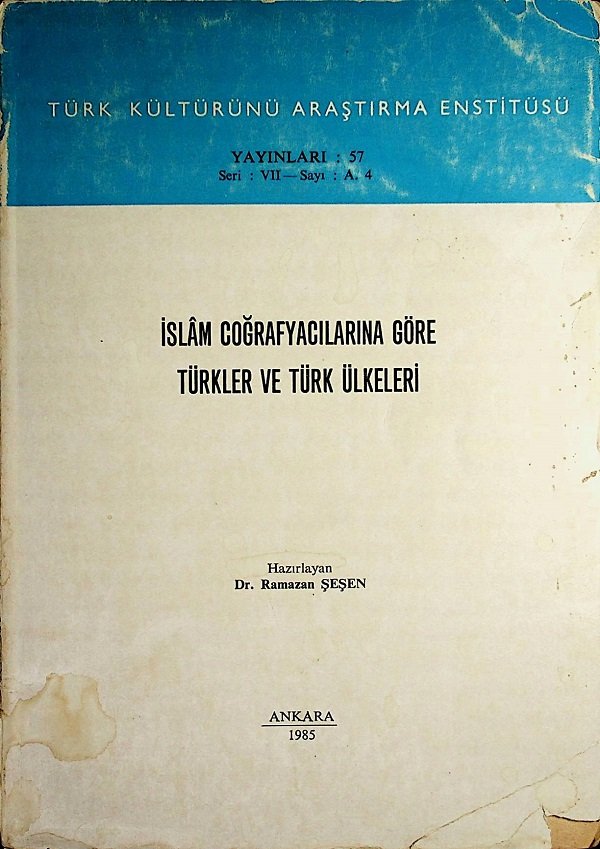 TÜRK KÜLTÜRÜNÜ ARAŞTIRMA ENSTİTÜSÜ
YAYINLARI : 57
Seri : VII — Sayı : A. 4
İSLÂM COĞRAFYACILARINA GÖRE
TÜRKLER VE TÜRK ÜLKELERİ
Hazırlayan
Dr. Ramazan ŞEŞEN
ANKARA
1985